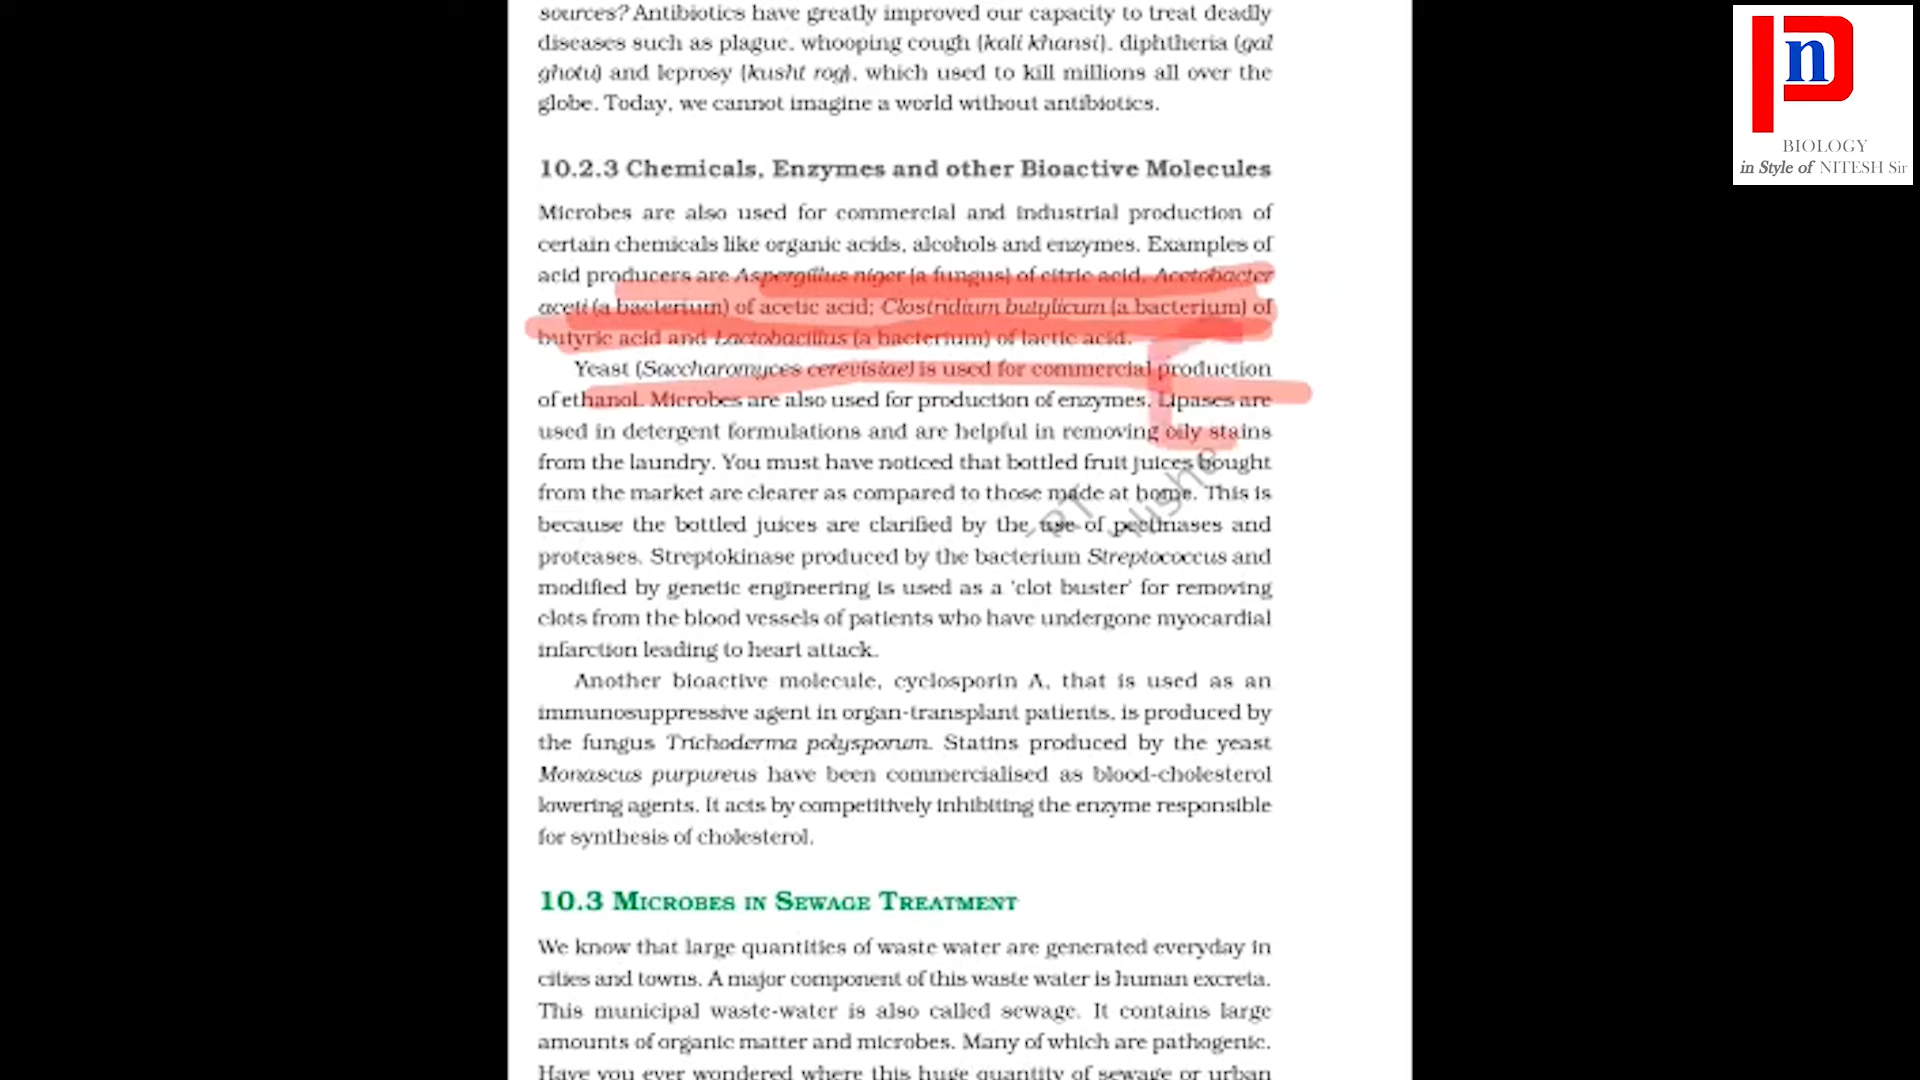 sources? Antibiotics have greatly improved our capacity to treat deadly
diseases such as plague, whooping cough (kali khansi), diphtheria (gal
ghotu) and leprosy (kusht rog), which used to kill millions all over the
globe. Today, we cannot imagine a world without antibiotics.
10.2.3 Chemicals, Enzymes and other Bioactive Molecules
Microbes are also used for commercial and industrial production of
certain chemicals like organic acids, alcohols and enzymes. Examples of
acid producers are Aspergillus niger (a fungus) of citric acid, Acetobacter
aceti (a bacterium) of acetic acid; Clostridium butylicum (a bacterium) of
butyric acid and Lactobacillus (a bacterium) of lactic acid.
Yeast (Saccharomyces cerevisiae) is used for commercial production
of ethanol. Microbes are also used for production of enzymes. Lipases are
used in detergent formulations and are helpful in removing oily stains
from the laundry. You must have noticed that bottled fruit juices bought
from the market are clearer as compared to those made at home. This is
because the bottled juices are clarified by the use of pectinases and
proteases. Streptokinase produced by the bacterium Streptococcus and
modified by genetic engineering is used as a 'clot buster' for removing
clots from the blood vessels of patients who have undergone myocardial
infarction leading to heart attack.
Another bioactive molecule, cyclosporin A, that is used as an
immunosuppressive agent in organ-transplant patients, is produced by
the fungus Trichoderma polysporum. Statins produced by the yeast
Monascus purpureus have been commercialised as blood-cholesterol
lowering agents. It acts by competitively inhibiting the enzyme responsible
for synthesis of cholesterol.
10.3 MICROBES IN SEWAGE TREATMENT
We know that large quantities of waste water are generated everyday in
cities and towns. A major component of this waste water is human excreta.
This municipal waste-water is also called sewage. It contains large
amounts of organic matter and microbes. Many of which are pathogenic.
Have you ever wondered where this huge quantity of sewage or urban
n
BIOLOGY
in Style of NITESH Sir